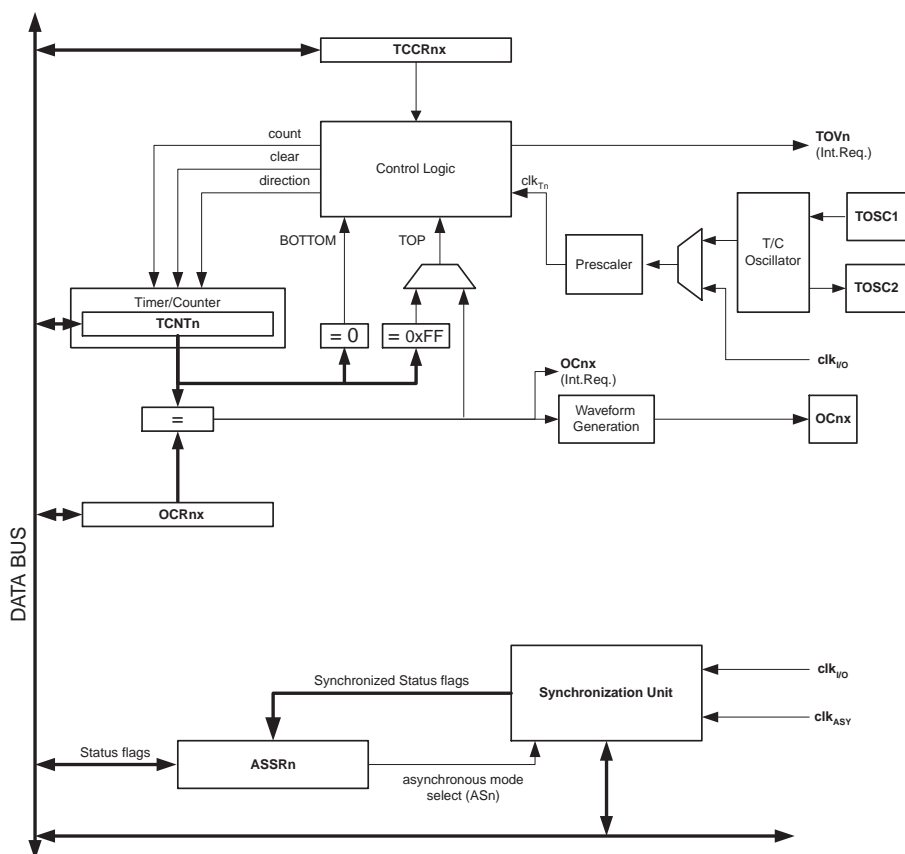 TCCRnx
count
clear
direction
Control Logic
TOVn
(Int.Req.)
clkTn
BOTTOM
TOP
TOSC1
T/C
Oscillator
Prescaler
TOSC2
Timer/Counter
TCNTn
= 0
= 0xFF
clkI/O
OCnx
(Int.Req.)
=
Waveform
Generation
OCnx
OCRnx
DATA BUS
Synchronized Status flags
Synchronization Unit
clkI/O
clkASY
Status flags
ASSRn
asynchronous mode
select (ASn)